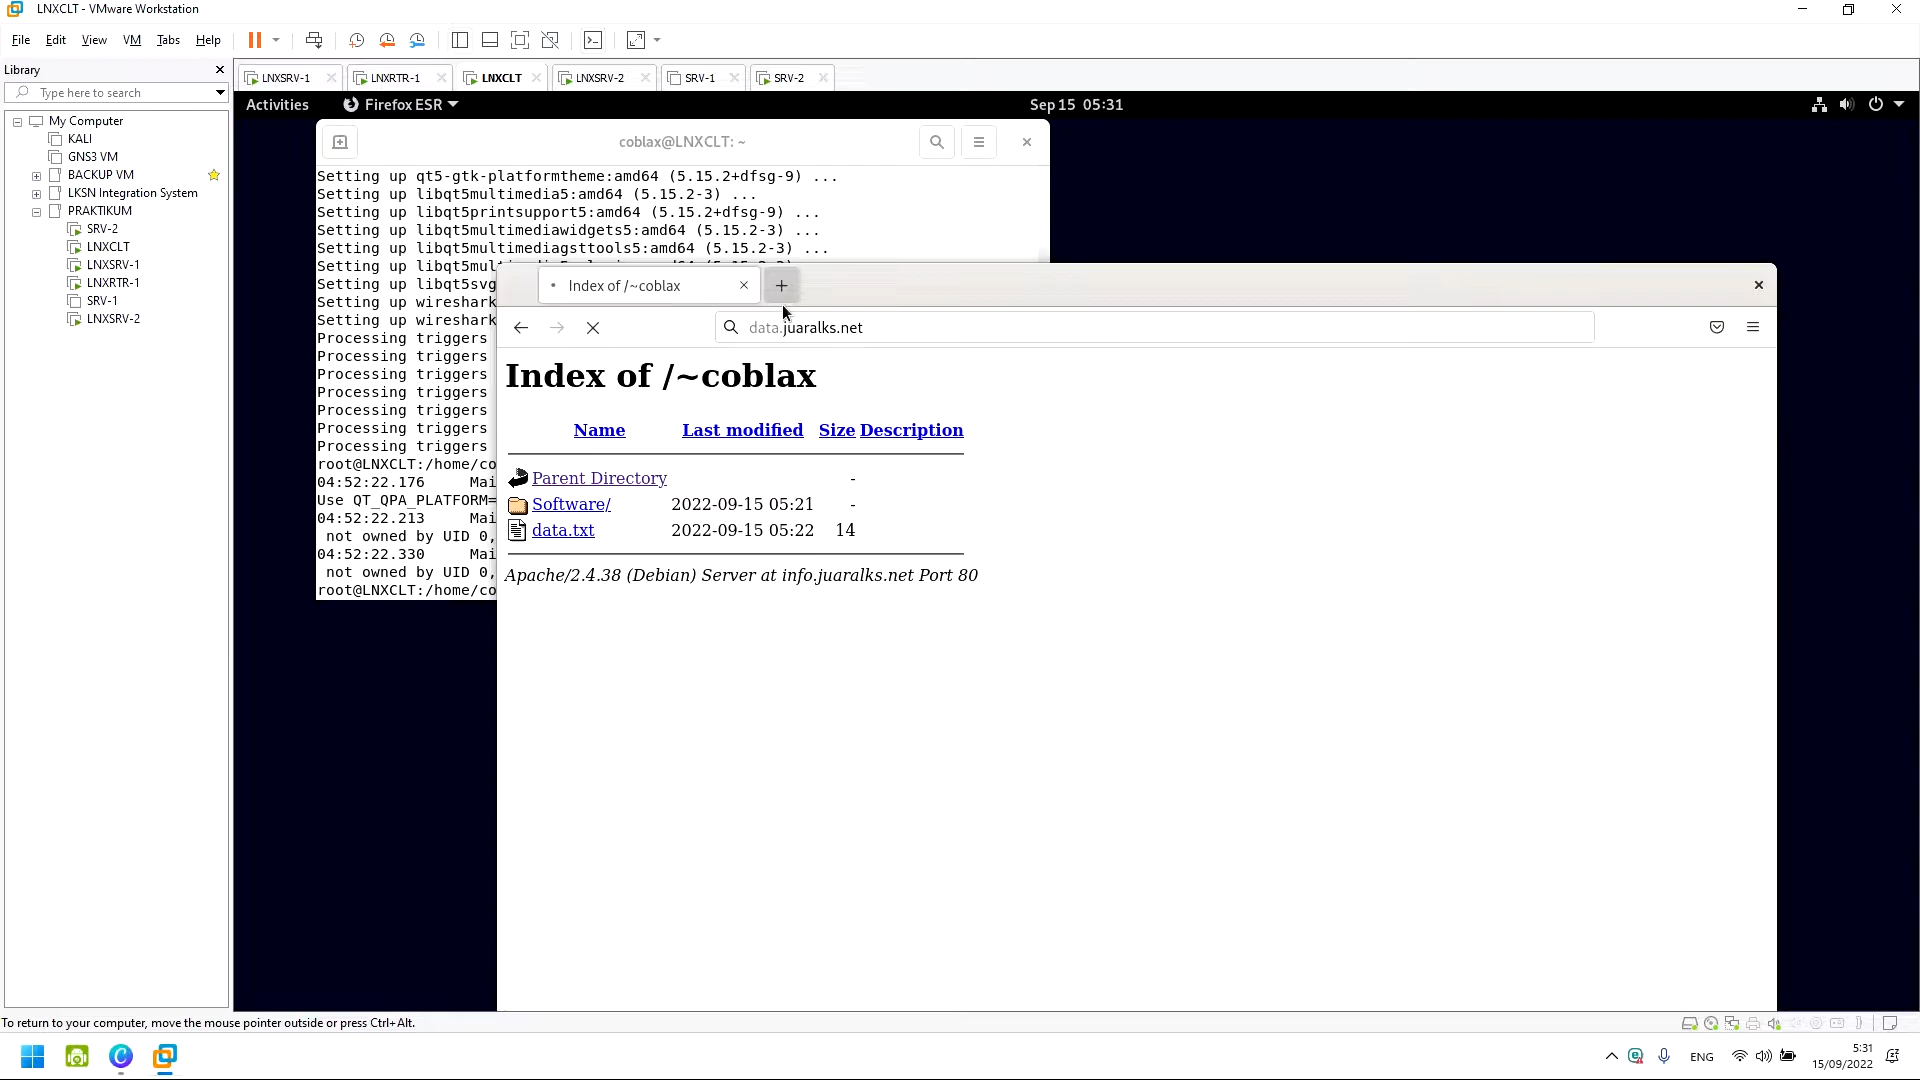 LNXCLT - VMware Workstation
File Edit View VM Tabs Help
Library
Type here to search
My Computer
KALI
GNS3 VM
BACKUP VM
LKSN Integration System
PRAKTIKUM
SRV-2
LNXCLT
LNXSRV-1
LNXRTR-1
SRV-1
LNXSRV-2
LNXSRV-1 LNXRTR-1 LNXCLT LNXSRV-2 SRV-1 SRV-2
Activities Firefox ESR Sep 15 05:31
coblax@LNXCLT: ~
Setting up qt5-gtk-platformtheme:amd64 (5.15.2+dfsg-9) ...
Setting up libqt5multimedia5:amd64 (5.15.2-3) ...
Setting up libqt5printsupport5:amd64 (5.15.2+dfsg-9) ...
Setting up libqt5multimediawidgets5:amd64 (5.15.2-3) ...
Setting up libqt5multimediagsttools5:amd64 (5.15.2-3) ...
Setting up libqt5mul
Setting up libqt5svg
Setting up wireshark
Setting up wireshark
Processing triggers
Processing triggers
Processing triggers
Processing triggers
Processing triggers
Processing triggers
Processing triggers
root@LNXCLT:/home/co
04:52:22.176 Mai
Use QT_QPA_PLATFORM=
04:52:22.213 Mai
not owned by UID 0,
04:52:22.330 Mai
not owned by UID 0,
root@LNXCLT:/home/co
Index of /~coblax
data.juaralks.net
Index of /~coblax
Name Last modified Size Description
Parent Directory -
Software/ 2022-09-15 05:21 -
data.txt 2022-09-15 05:22 14
Apache/2.4.38 (Debian) Server at info.juaralks.net Port 80
To return to your computer, move the mouse pointer outside or press Ctrl+Alt.
ENG
5:31
15/09/2022